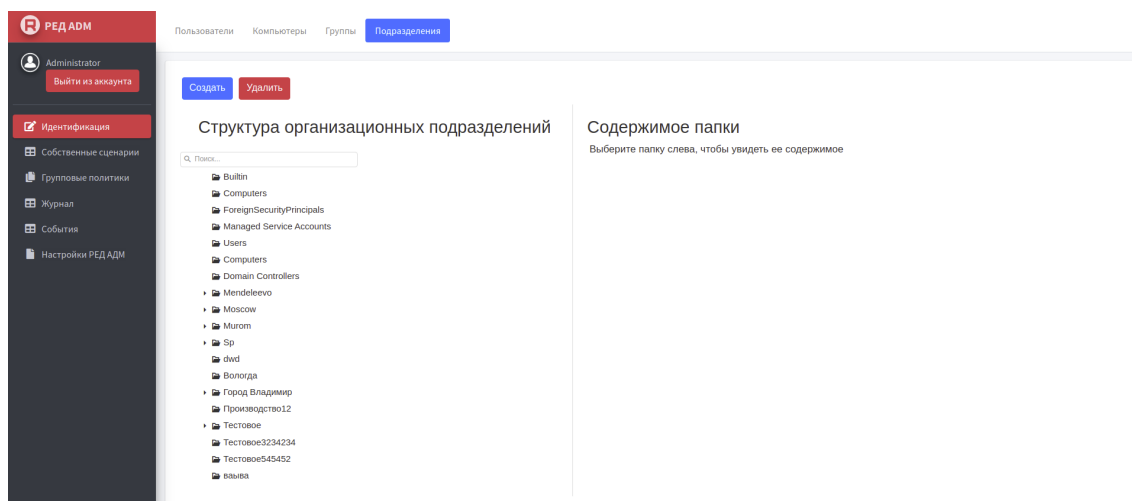 РЕД ADM
Пользователи Компьютеры Группы Подразделения
Administrator
Выйти из аккаунта
Идентификация
Собственные сценарии
Групповые политики
Журнал
События
Настройки РЕД АДМ
Создать Удалить
Структура организационных подразделений
Поиск...
Builtin
Computers
ForeignSecurityPrincipals
Managed Service Accounts
Users
Computers
Domain Controllers
Mendeleevo
Moscow
Murom
Sp
dwd
Вологда
Город Владимир
Производство12
Тестовое
Тестовое3234234
Тестовое545452
ваыва
Содержимое папки
Выберите папку слева, чтобы увидеть ее содержимое